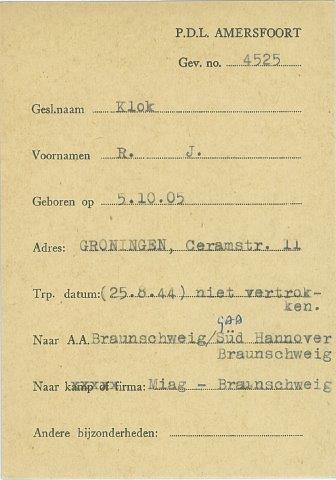 P.D.L. AMERSFOORT
Gev. no. 4525
Gesl.naam Klok
Voornamen R. J.
Geboren op 5.10.05
Adres: GRONINGEN, Ceramstr. 11
Trp. datum: (25.8.44) niet vertrok-
ken.
GAA
Naar A.A. Braunschweig/Süd Hannover
Braunschweig
Naar kamp of firma: Miag - Braunschweig
Andere bijzonderheden: